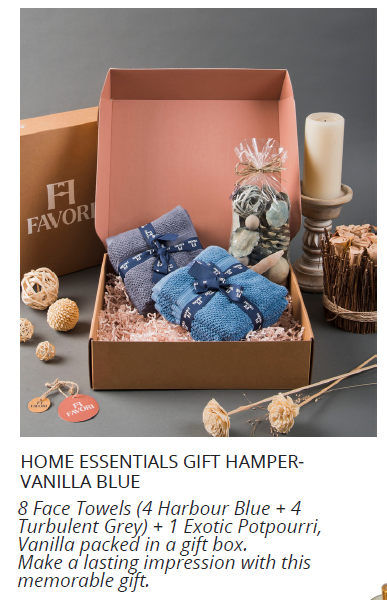 FAVORI
FAVORI
HOME ESSENTIALS GIFT HAMPER-
VANILLA BLUE
8 Face Towels (4 Harbour Blue + 4
Turbulent Grey) + 1 Exotic Potpourri,
Vanilla packed in a gift box.
Make a lasting impression with this
memorable gift.